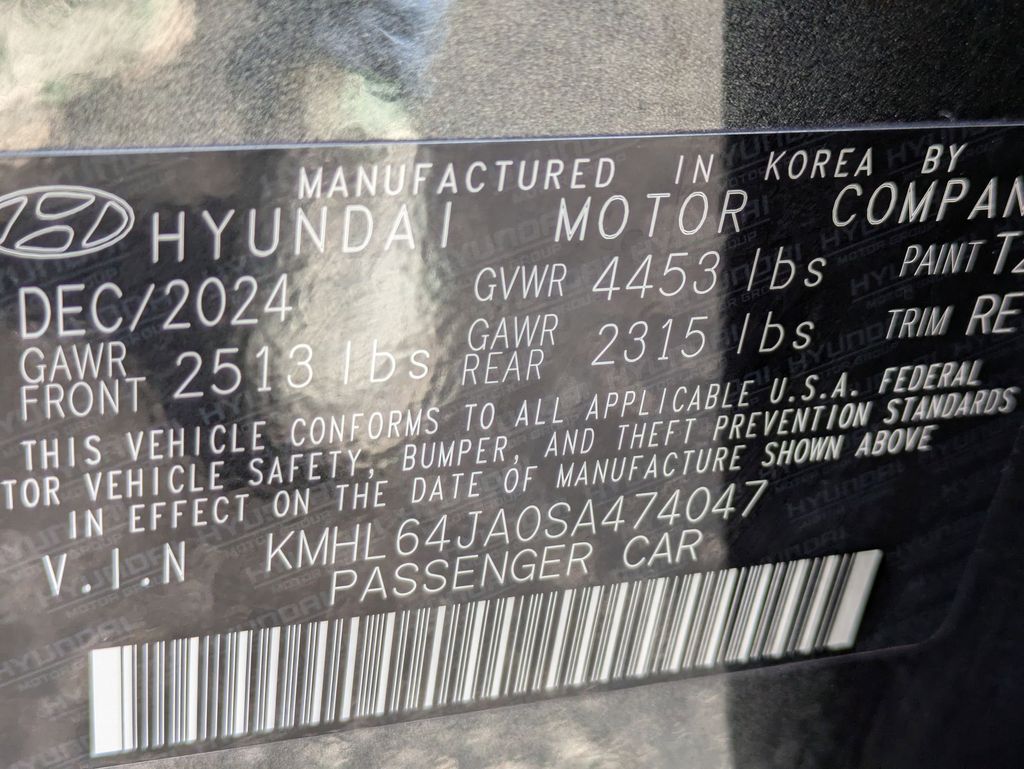 MANUFACTURED IN KOREA BY
HYUNDAI MOTOR COMPAN
DEC/2024 GVWR 4453 lbs PAINT T2
GAWR FRONT 2513 lbs GAWR REAR 2315 lbs TRIM RE
THIS VEHICLE CONFORMS TO ALL APPLICABLE U.S.A. FEDERAL
TOR VEHICLE SAFETY, BUMPER, AND THEFT PREVENTION STANDARDS
IN EFFECT ON THE DATE OF MANUFACTURE SHOWN ABOVE
V.I.N KMHL64JA0SA474047
PASSENGER CAR